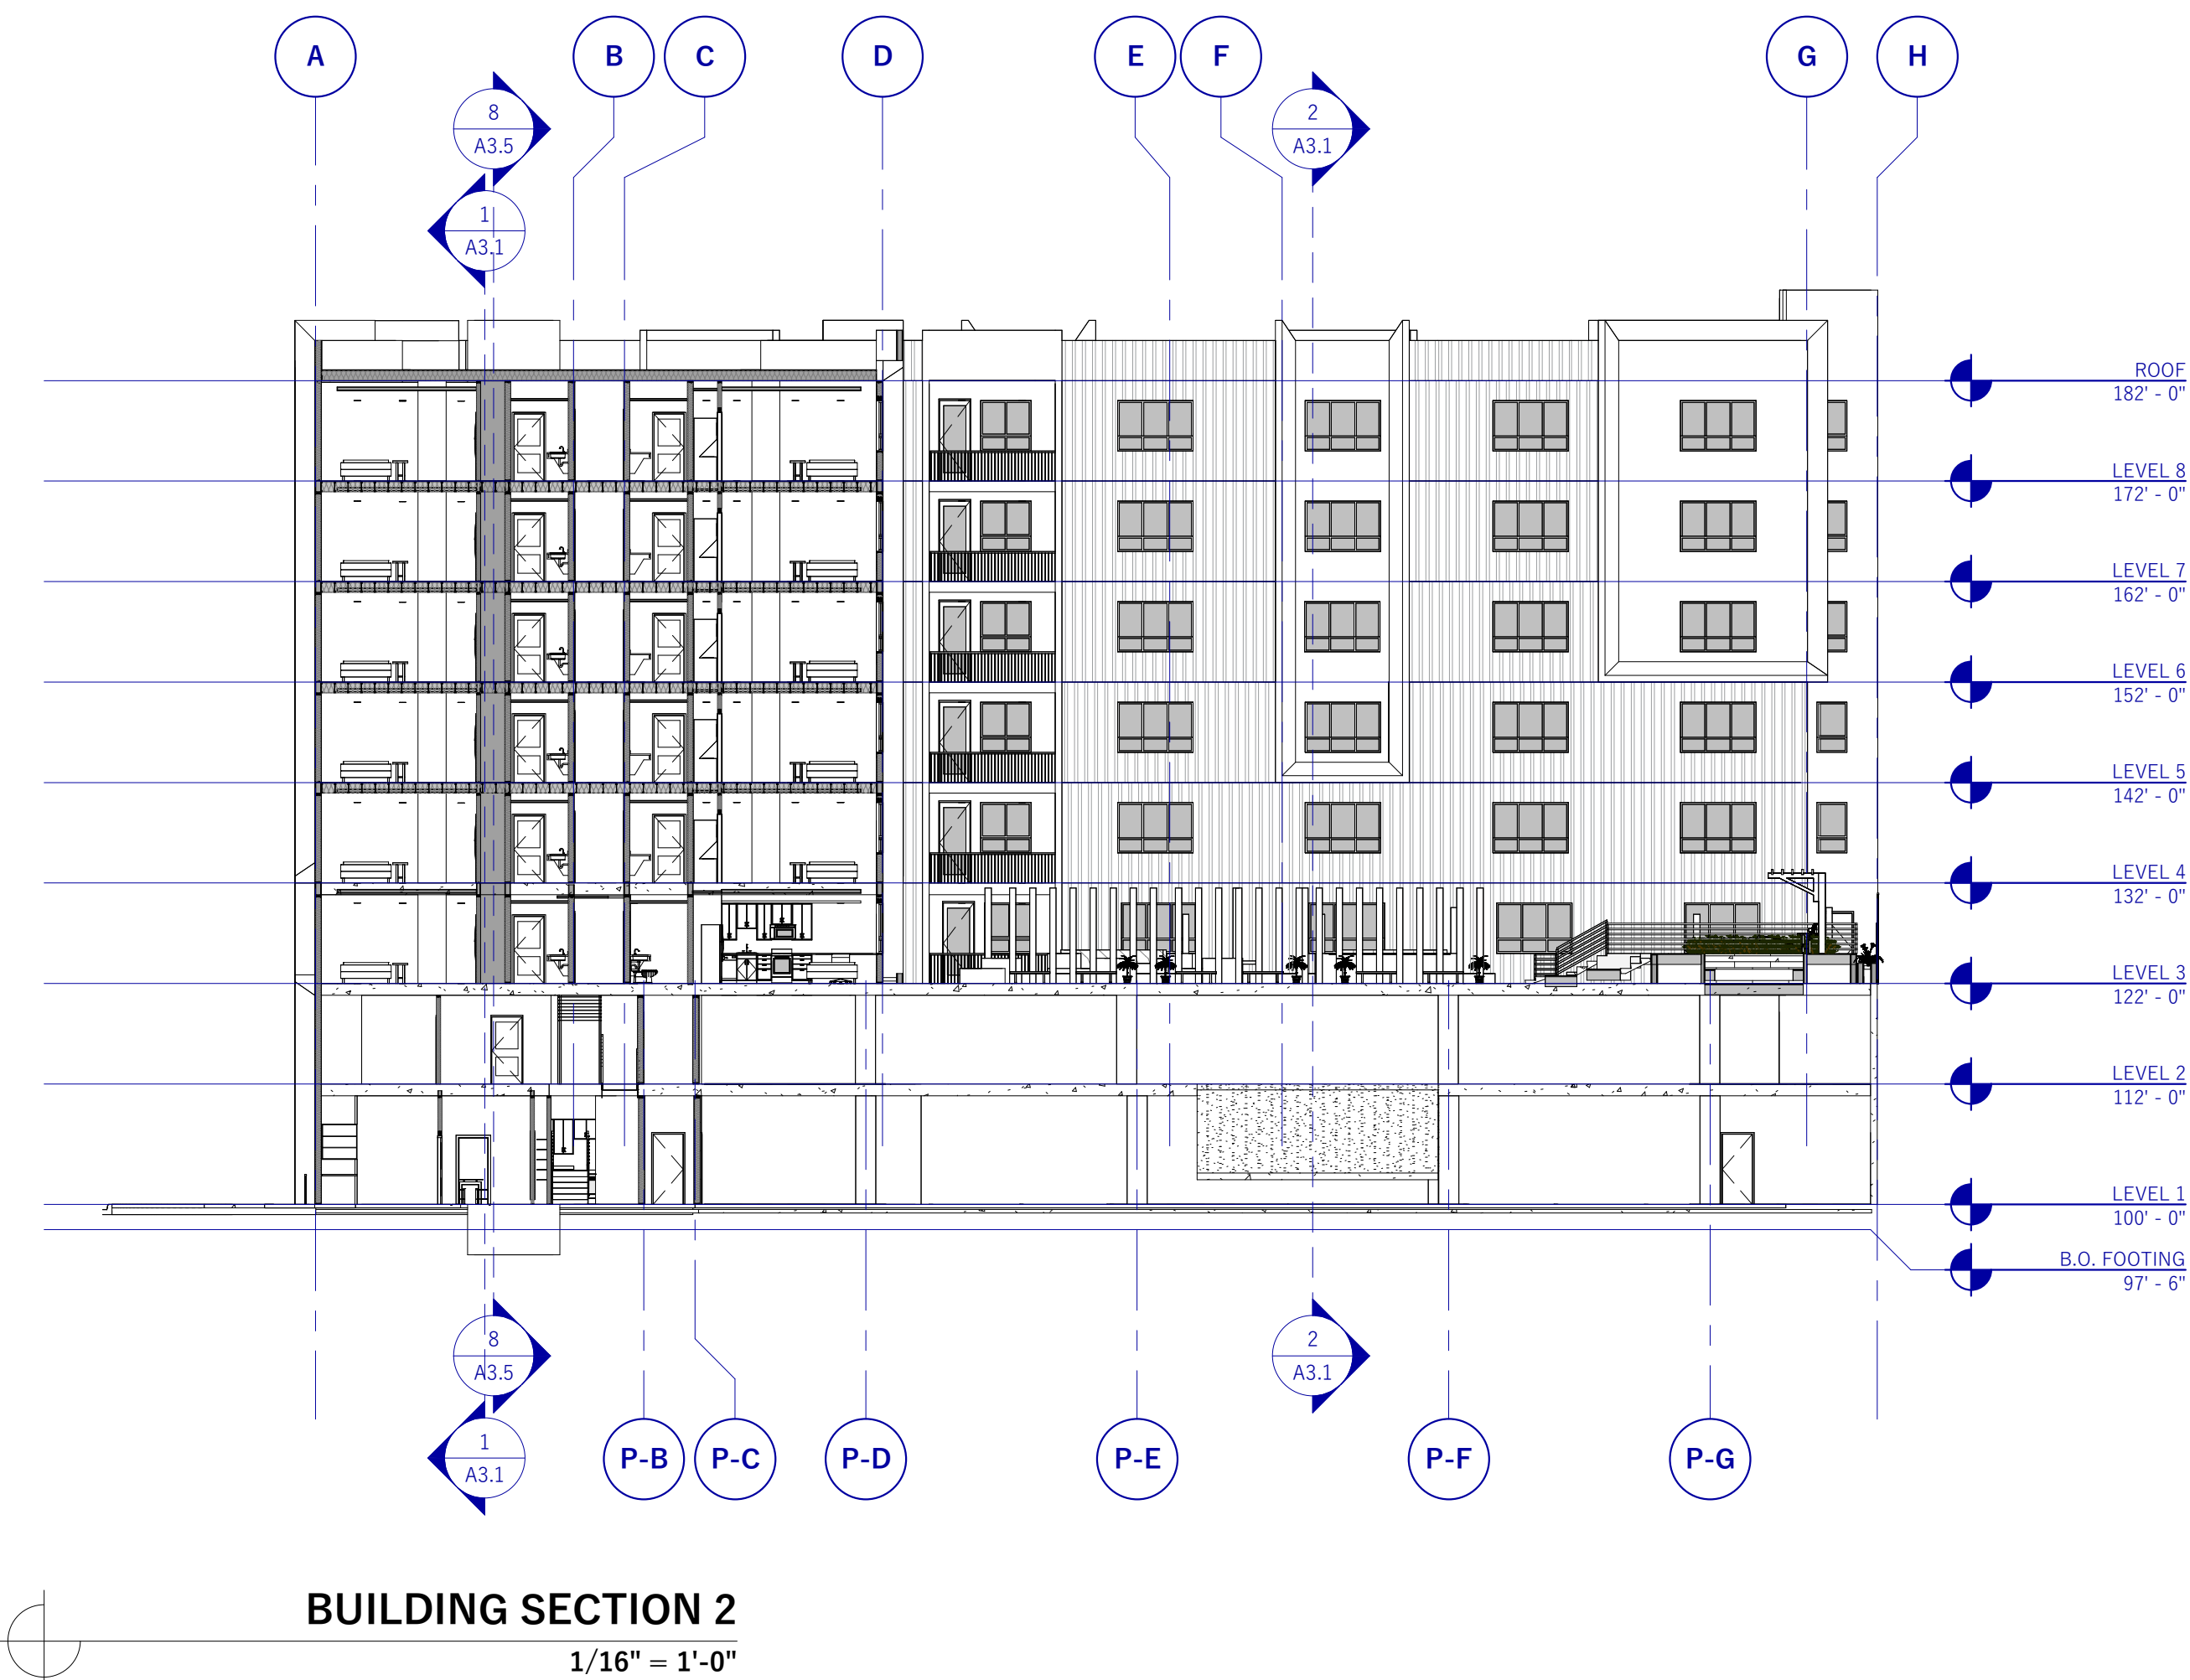 A
B
C
D
E
F
G
H
8
A3.5
2
A3.1
1
A3.1
ROOF
182' - 0"
LEVEL 8
172' - 0"
LEVEL 7
162' - 0"
LEVEL 6
152' - 0"
LEVEL 5
142' - 0"
LEVEL 4
132' - 0"
LEVEL 3
122' - 0"
LEVEL 2
112' - 0"
LEVEL 1
100' - 0"
B.O. FOOTING
97' - 6"
8
A3.5
2
A3.1
1
A3.1
P-B
P-C
P-D
P-E
P-F
P-G
BUILDING SECTION 2
1/16" = 1'-0"